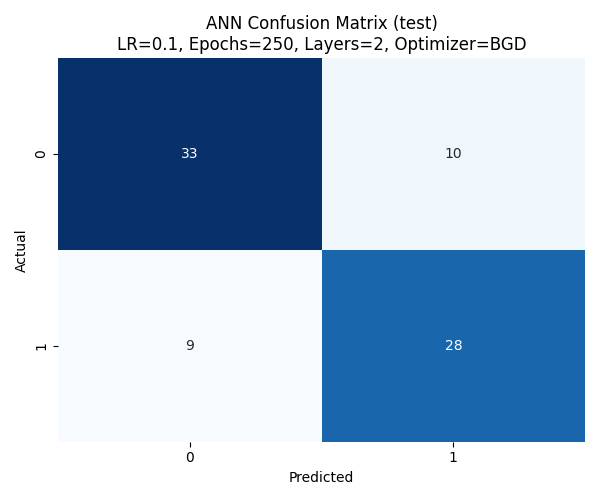 ANN Confusion Matrix (test)
LR=0.1, Epochs=250, Layers=2, Optimizer=BGD
0
33
10
Actual
1
9
28
0
1
Predicted